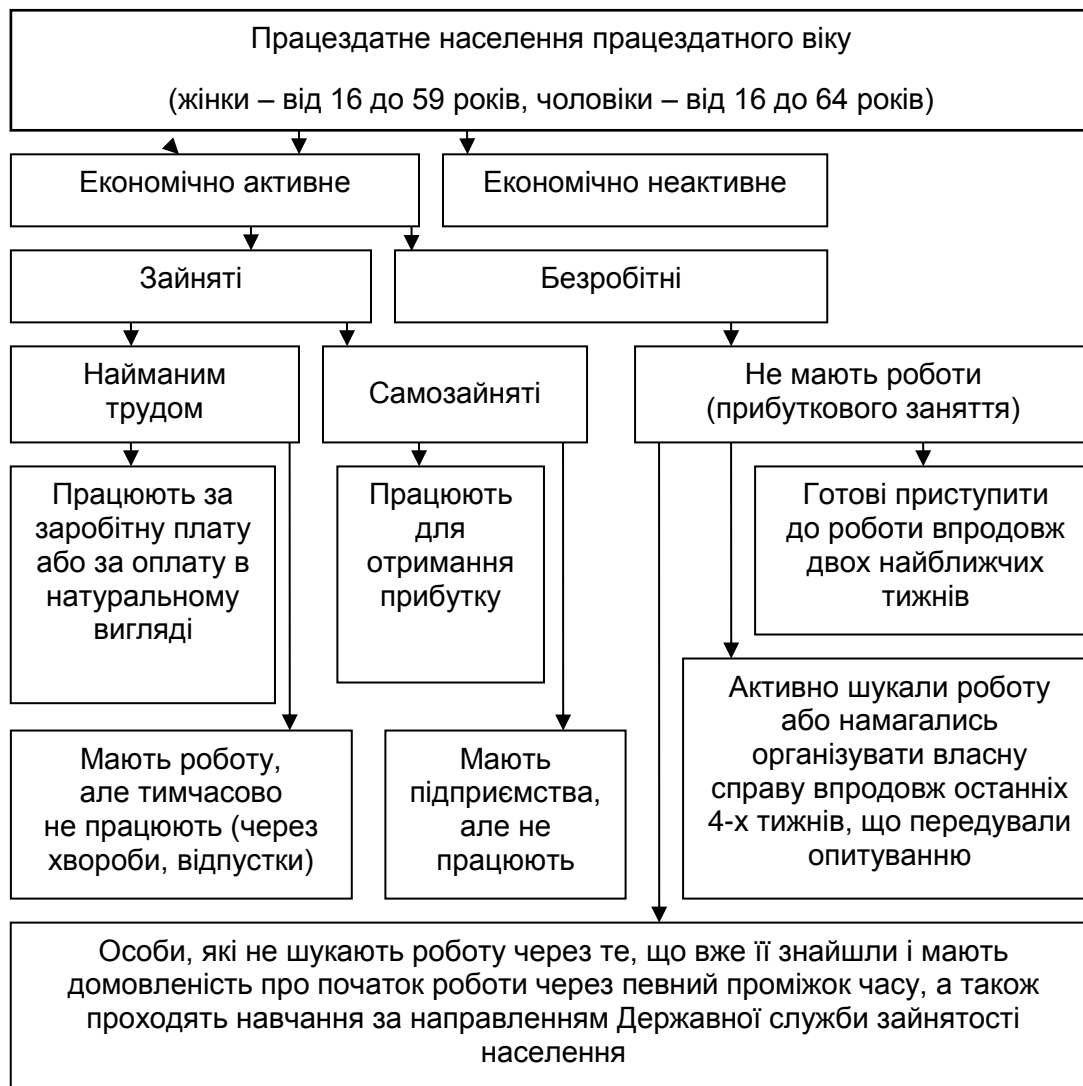 Працездатне населення працездатного віку
(жінки – від 16 до 59 років, чоловіки – від 16 до 64 років)
Економічно активне
Економічно неактивне
Зайняті
Безробітні
Найманим
трудом
Самозайняті
Не мають роботи
(прибуткового заняття)
Працюють за
заробітну плату
або за оплату в
натуральному
вигляді
Працюють
для
отримання
прибутку
Готові приступити
до роботи впродовж
двох найближчих
тижнів
Мають роботу,
але тимчасово
не працюють (через
хвороби, відпустки)
Мають
підприємства,
але не
працюють
Активно шукали роботу
або намагались
організувати власну
справу впродовж останніх
4-х тижнів, що передували
опитуванню
Особи, які не шукають роботу через те, що вже її знайшли і мають
домовленість про початок роботи через певний проміжок часу, а також
проходять навчання за направленням Державної служби зайнятості
населення